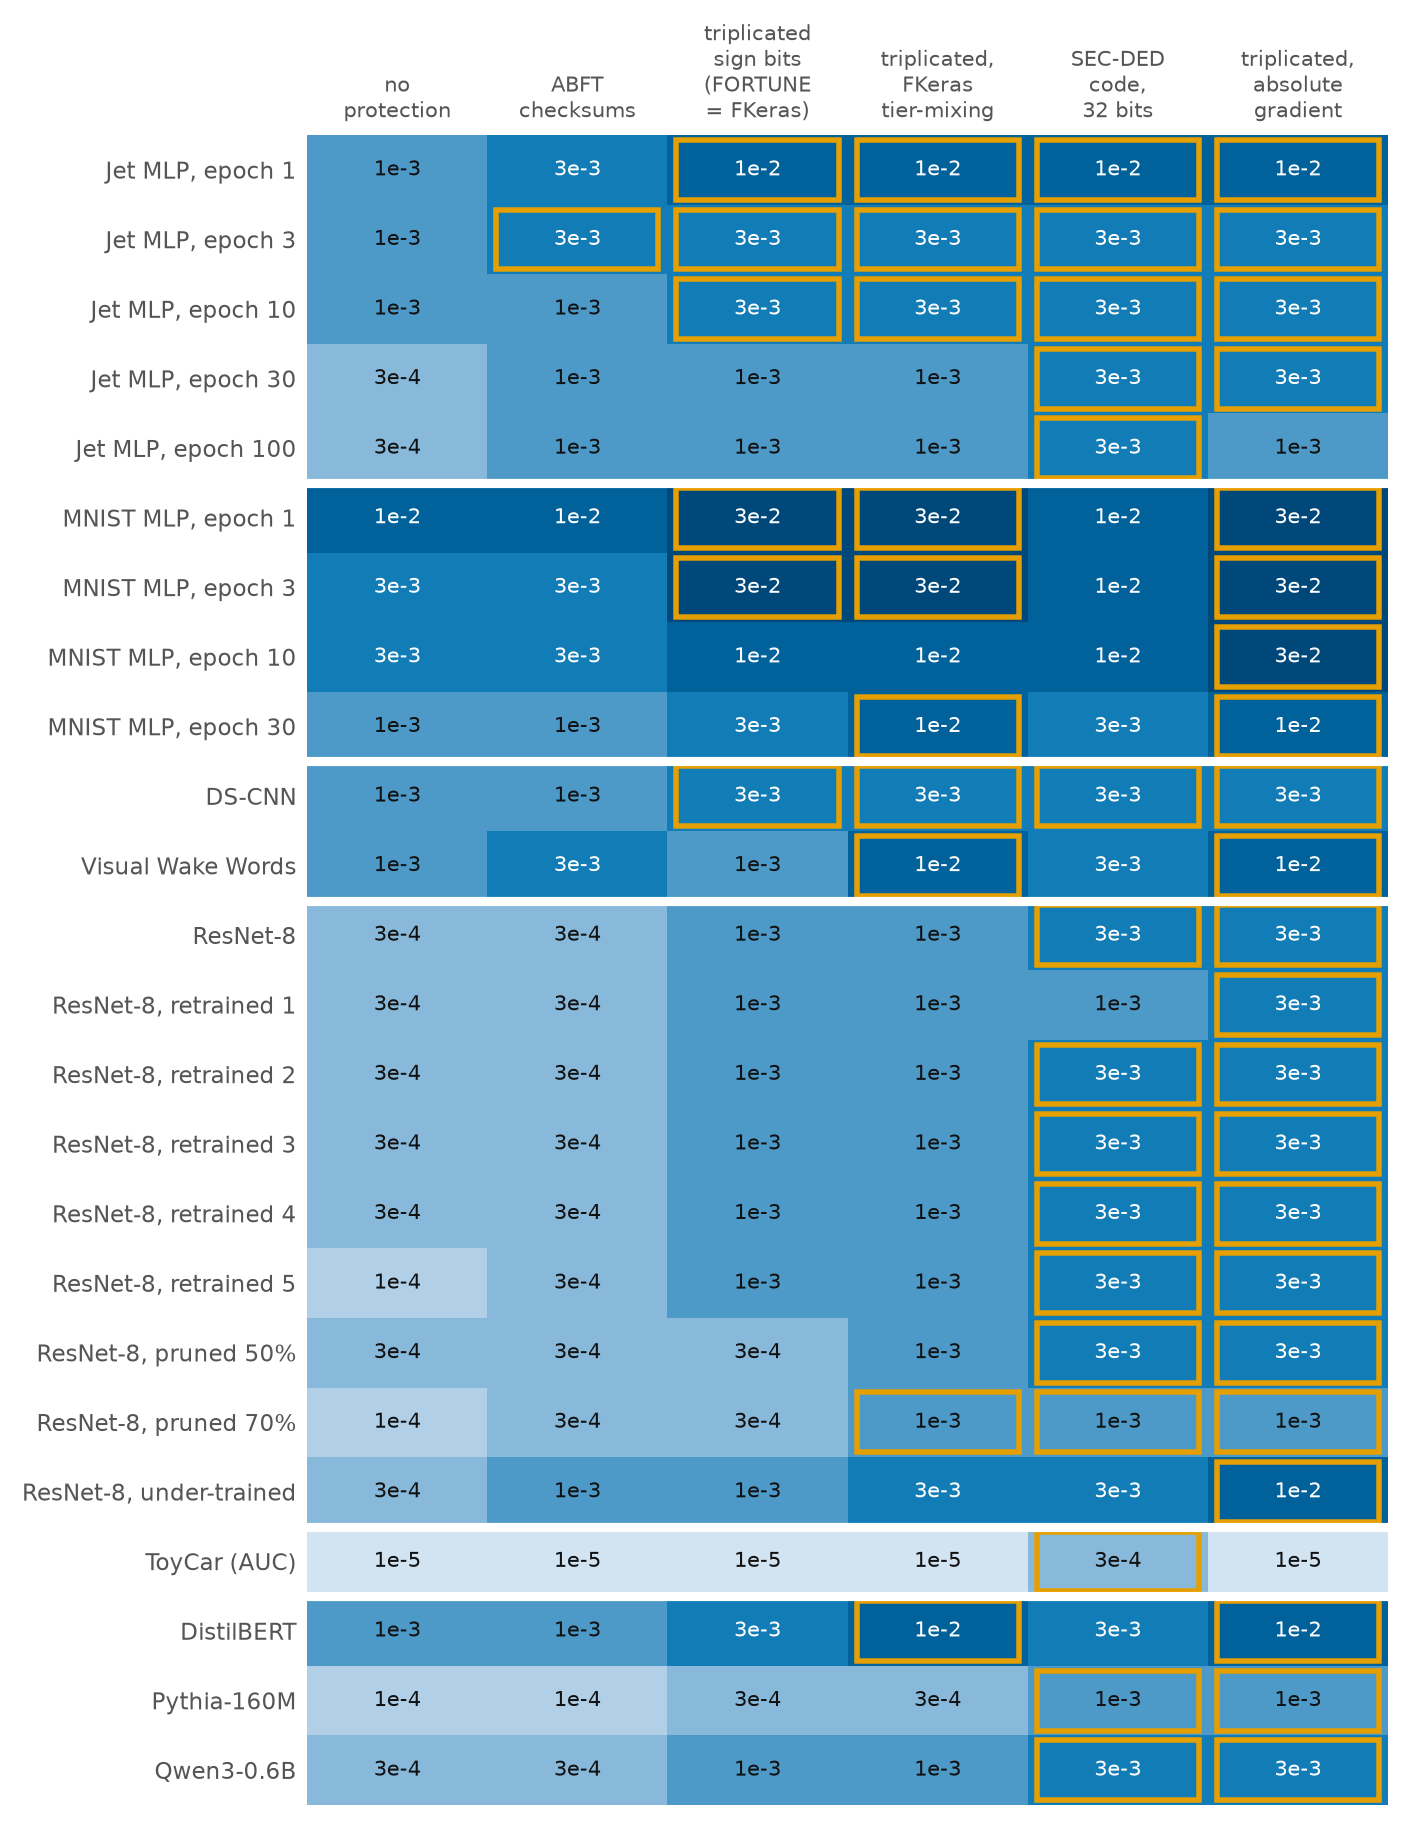 no
protection
ABFT
checksums
triplicated
sign bits
(FORTUNE
= FKeras)
triplicated,
FKeras
tier-mixing
SEC-DED
code,
32 bits
triplicated,
absolute
gradient
Jet MLP, epoch 1 1e-3 3e-3 1e-2 1e-2 1e-2 1e-2
Jet MLP, epoch 3 1e-3 3e-3 3e-3 3e-3 3e-3 3e-3
Jet MLP, epoch 10 1e-3 1e-3 3e-3 3e-3 3e-3 3e-3
Jet MLP, epoch 30 3e-4 1e-3 1e-3 1e-3 3e-3 3e-3
Jet MLP, epoch 100 3e-4 1e-3 1e-3 1e-3 3e-3 1e-3
MNIST MLP, epoch 1 1e-2 1e-2 3e-2 3e-2 1e-2 3e-2
MNIST MLP, epoch 3 3e-3 3e-3 3e-2 3e-2 1e-2 3e-2
MNIST MLP, epoch 10 3e-3 3e-3 1e-2 1e-2 1e-2 3e-2
MNIST MLP, epoch 30 1e-3 1e-3 3e-3 1e-2 3e-3 1e-2
DS-CNN 1e-3 1e-3 3e-3 3e-3 3e-3 3e-3
Visual Wake Words 1e-3 3e-3 1e-3 1e-2 3e-3 1e-2
ResNet-8 3e-4 3e-4 1e-3 1e-3 3e-3 3e-3
ResNet-8, retrained 1 3e-4 3e-4 1e-3 1e-3 1e-3 3e-3
ResNet-8, retrained 2 3e-4 3e-4 1e-3 1e-3 3e-3 3e-3
ResNet-8, retrained 3 3e-4 3e-4 1e-3 1e-3 3e-3 3e-3
ResNet-8, retrained 4 3e-4 3e-4 1e-3 1e-3 3e-3 3e-3
ResNet-8, retrained 5 1e-4 3e-4 1e-3 1e-3 3e-3 3e-3
ResNet-8, pruned 50% 3e-4 3e-4 3e-4 1e-3 3e-3 3e-3
ResNet-8, pruned 70% 1e-4 3e-4 3e-4 1e-3 1e-3 1e-3
ResNet-8, under-trained 3e-4 1e-3 1e-3 3e-3 3e-3 1e-2
ToyCar (AUC) 1e-5 1e-5 1e-5 1e-5 3e-4 1e-5
DistilBERT 1e-3 1e-3 3e-3 1e-2 3e-3 1e-2
Pythia-160M 1e-4 1e-4 3e-4 3e-4 1e-3 1e-3
Qwen3-0.6B 3e-4 3e-4 1e-3 1e-3 3e-3 3e-3